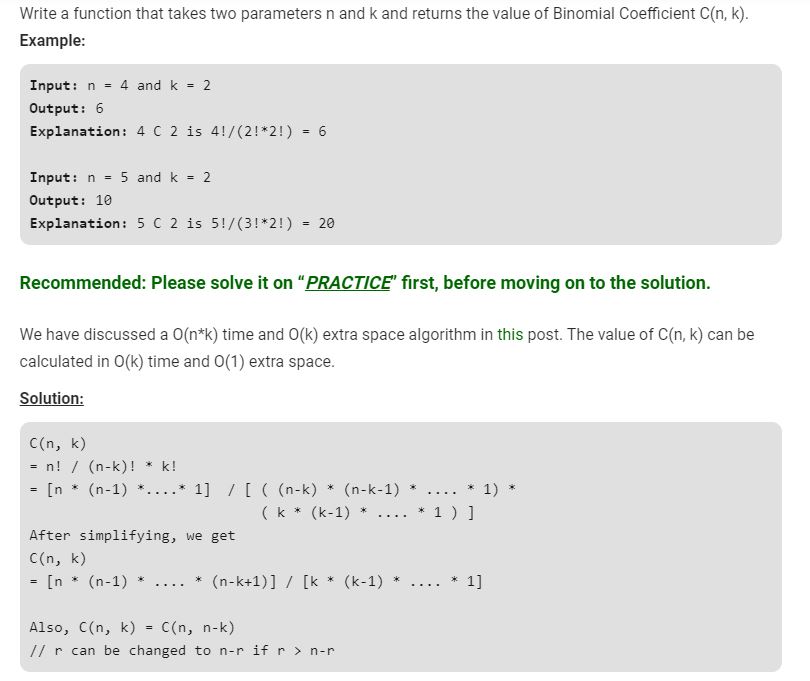 Write a function that takes two parameters n and k and returns the value of Binomial Coefficient C(n, k).
Example:
Input: n = 4 and k = 2
Output: 6
Explanation: 4 C 2 is 4!/(2!*2!) = 6
Input: n = 5 and k = 2
Output: 10
Explanation: 5 C 2 is 5!/(3!*2!) = 20
Recommended: Please solve it on “PRACTICE” first, before moving on to the solution.
We have discussed a O(n*k) time and O(k) extra space algorithm in this post. The value of C(n, k) can be
calculated in O(k) time and O(1) extra space.
Solution:
C(n, k)
= n! / (n-k)! * k!
= [n * (n-1) *....* 1] / [ ( (n-k) * (n-k-1) * .... * 1) *
( k * (k-1) * .... * 1 ) ]
After simplifying, we get
C(n, k)
= [n * (n-1) * .... * (n-k+1)] / [k * (k-1) * .... * 1]
Also, C(n, k) = C(n, n-k)
// r can be changed to n-r if r > n-r